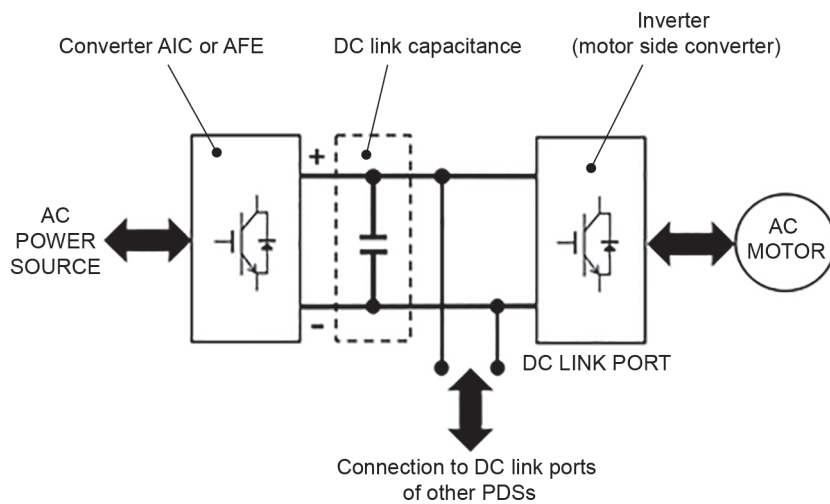 Converter AIC or AFE
DC link capacitance
Inverter
(motor side converter)
+
AC
POWER
SOURCE
AC
MOTOR
-
DC LINK PORT
Connection to DC link ports
of other PDSs